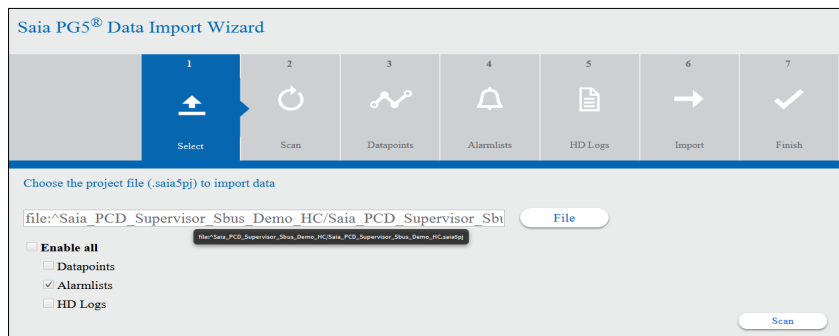 Saia PG5® Data Import Wizard
1 2 3 4 5 6 7
Select Scan Datapoints Alarmlists HD Logs Import Finish
Choose the project file (.saia5pj) to import data
file:^Saia_PCD_Supervisor_Sbus_Demo_HC/Saia_PCD_Supervisor_Sbu File
file:^Saia_PCD_Supervisor_Sbus_Demo_HC/Saia_PCD_Supervisor_Sbus_Demo_HC.saia5pj
Enable all
Datapoints
Alarmlists
HD Logs
Scan